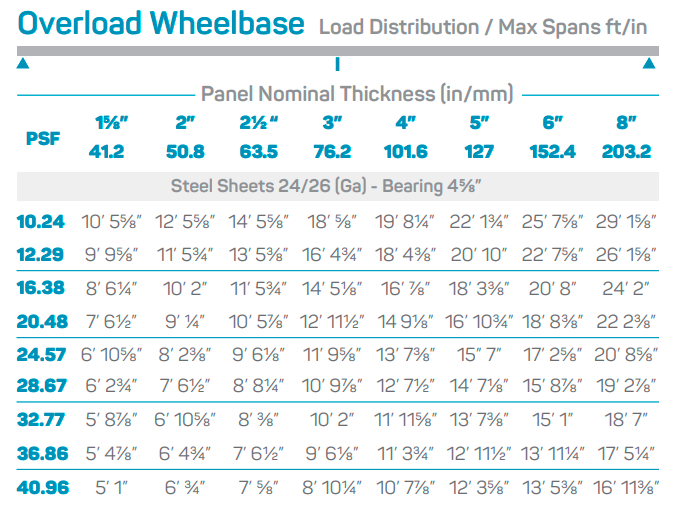 Overload Wheelbase Load Distribution / Max Spans ft/in
Panel Nominal Thickness (in/mm)
PSF 1⅝” 2” 2½ “ 3” 4” 5” 6” 8”
41.2 50.8 63.5 76.2 101.6 127 152.4 203.2
Steel Sheets 24/26 (Ga) - Bearing 4⅝”
10.24 10’ 5⅝” 12’ 5⅝” 14’ 5⅝” 18’ ⅝” 19’ 8¼” 22’ 1¾” 25’ 7⅝” 29’ 1⅝”
12.29 9’ 9⅝” 11’ 5¾” 13’ 5⅜” 16’ 4¾” 18’ 4⅜” 20’ 10” 22’ 7⅝” 26’ 1⅝”
16.38 8’ 6¼” 10’ 2” 11’ 5¾” 14’ 5⅛” 16’ ⅞” 18’ 3⅜” 20’ 8” 24’ 2”
20.48 7’ 6½” 9’ ¼” 10’ 5⅞” 12’ 11½” 14 9⅛” 16’ 10¾” 18’ 8⅜” 22 2⅜”
24.57 6’ 10⅝” 8’ 2⅜” 9’ 6⅛” 11’ 9⅝” 13’ 7⅜” 15” 7” 17’ 2⅝” 20’ 8⅝”
28.67 6’ 2¾” 7’ 6½” 8’ 8¼” 10’ 9⅞” 12’ 7½” 14’ 7⅛” 15’ 8⅞” 19’ 2⅞”
32.77 5’ 8⅞” 6’ 10⅝” 8’ ⅜” 10’ 2” 11’ 11⅝” 13’ 7⅜” 15’ 1” 18’ 7”
36.86 5’ 4⅞” 6’ 4¾” 7’ 6½” 9’ 6⅛” 11’ 3¾” 12’ 11½” 13’ 11¼” 17’ 5¼”
40.96 5’ 1” 6’ ¾” 7’ ⅝” 8’ 10¼” 10’ 7⅞” 12’ 3⅝” 13’ 5⅜” 16’ 11⅜”